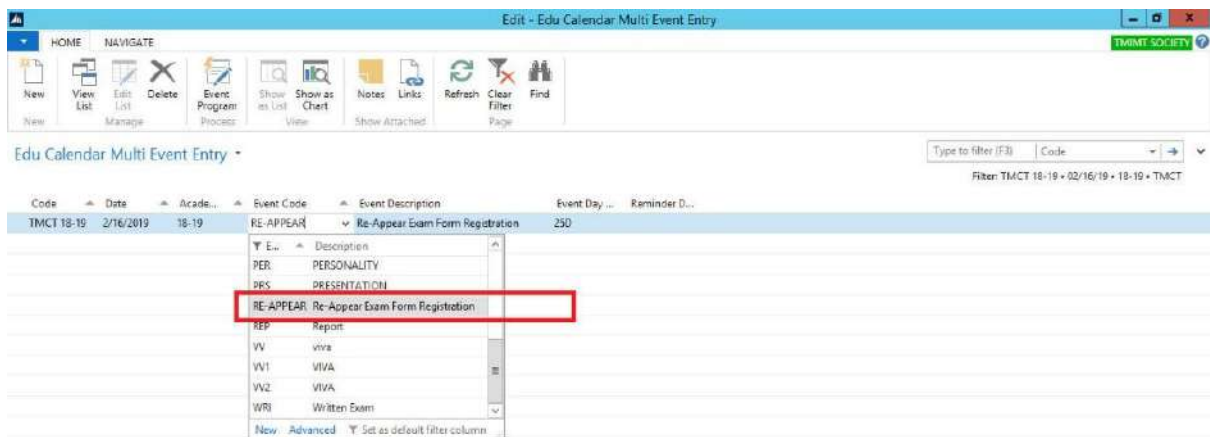 Edit - Edu Calendar Multi Event Entry
HOME NAVIGATE
TMIMT SOCIETY
New View List Edit List Delete Event Program Show as List Show as Chart Notes Links Refresh Clear Filter Find
New Manage Process View Show Attached Page
Edu Calendar Multi Event Entry
Type to filter (F3) Code
Filter: TMCT 18-19 • 02/16/19 • 18-19 • TMCT
Code Date Acade... Event Code Event Description Event Day ... Reminder D...
TMCT 18-19 2/16/2019 18-19 RE-APPEAR Re-Appear Exam Form Registration 25D
E... Description
PER PERSONALITY
PRS PRESENTATION
RE-APPEAR Re-Appear Exam Form Registration
REP Report
VV viva
VV1 VIVA
VV2 VIVA
WRI Written Exam
New Advanced Set as default filter column